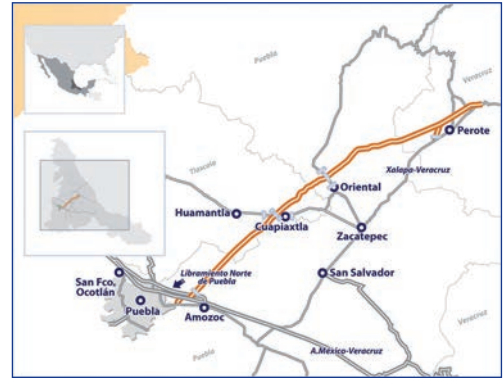 Puebla
Veracruz
Perote
Tlaxcala
Xalapa-Veracruz
Oriental
Huamantla
Cuapiaxtla
Zacatepec
Libramiento Norte
de Puebla
San Salvador
San Fco.
Ocotlán
Puebla
Amozoc
Veracruz
Puebla
A.México-Veracruz